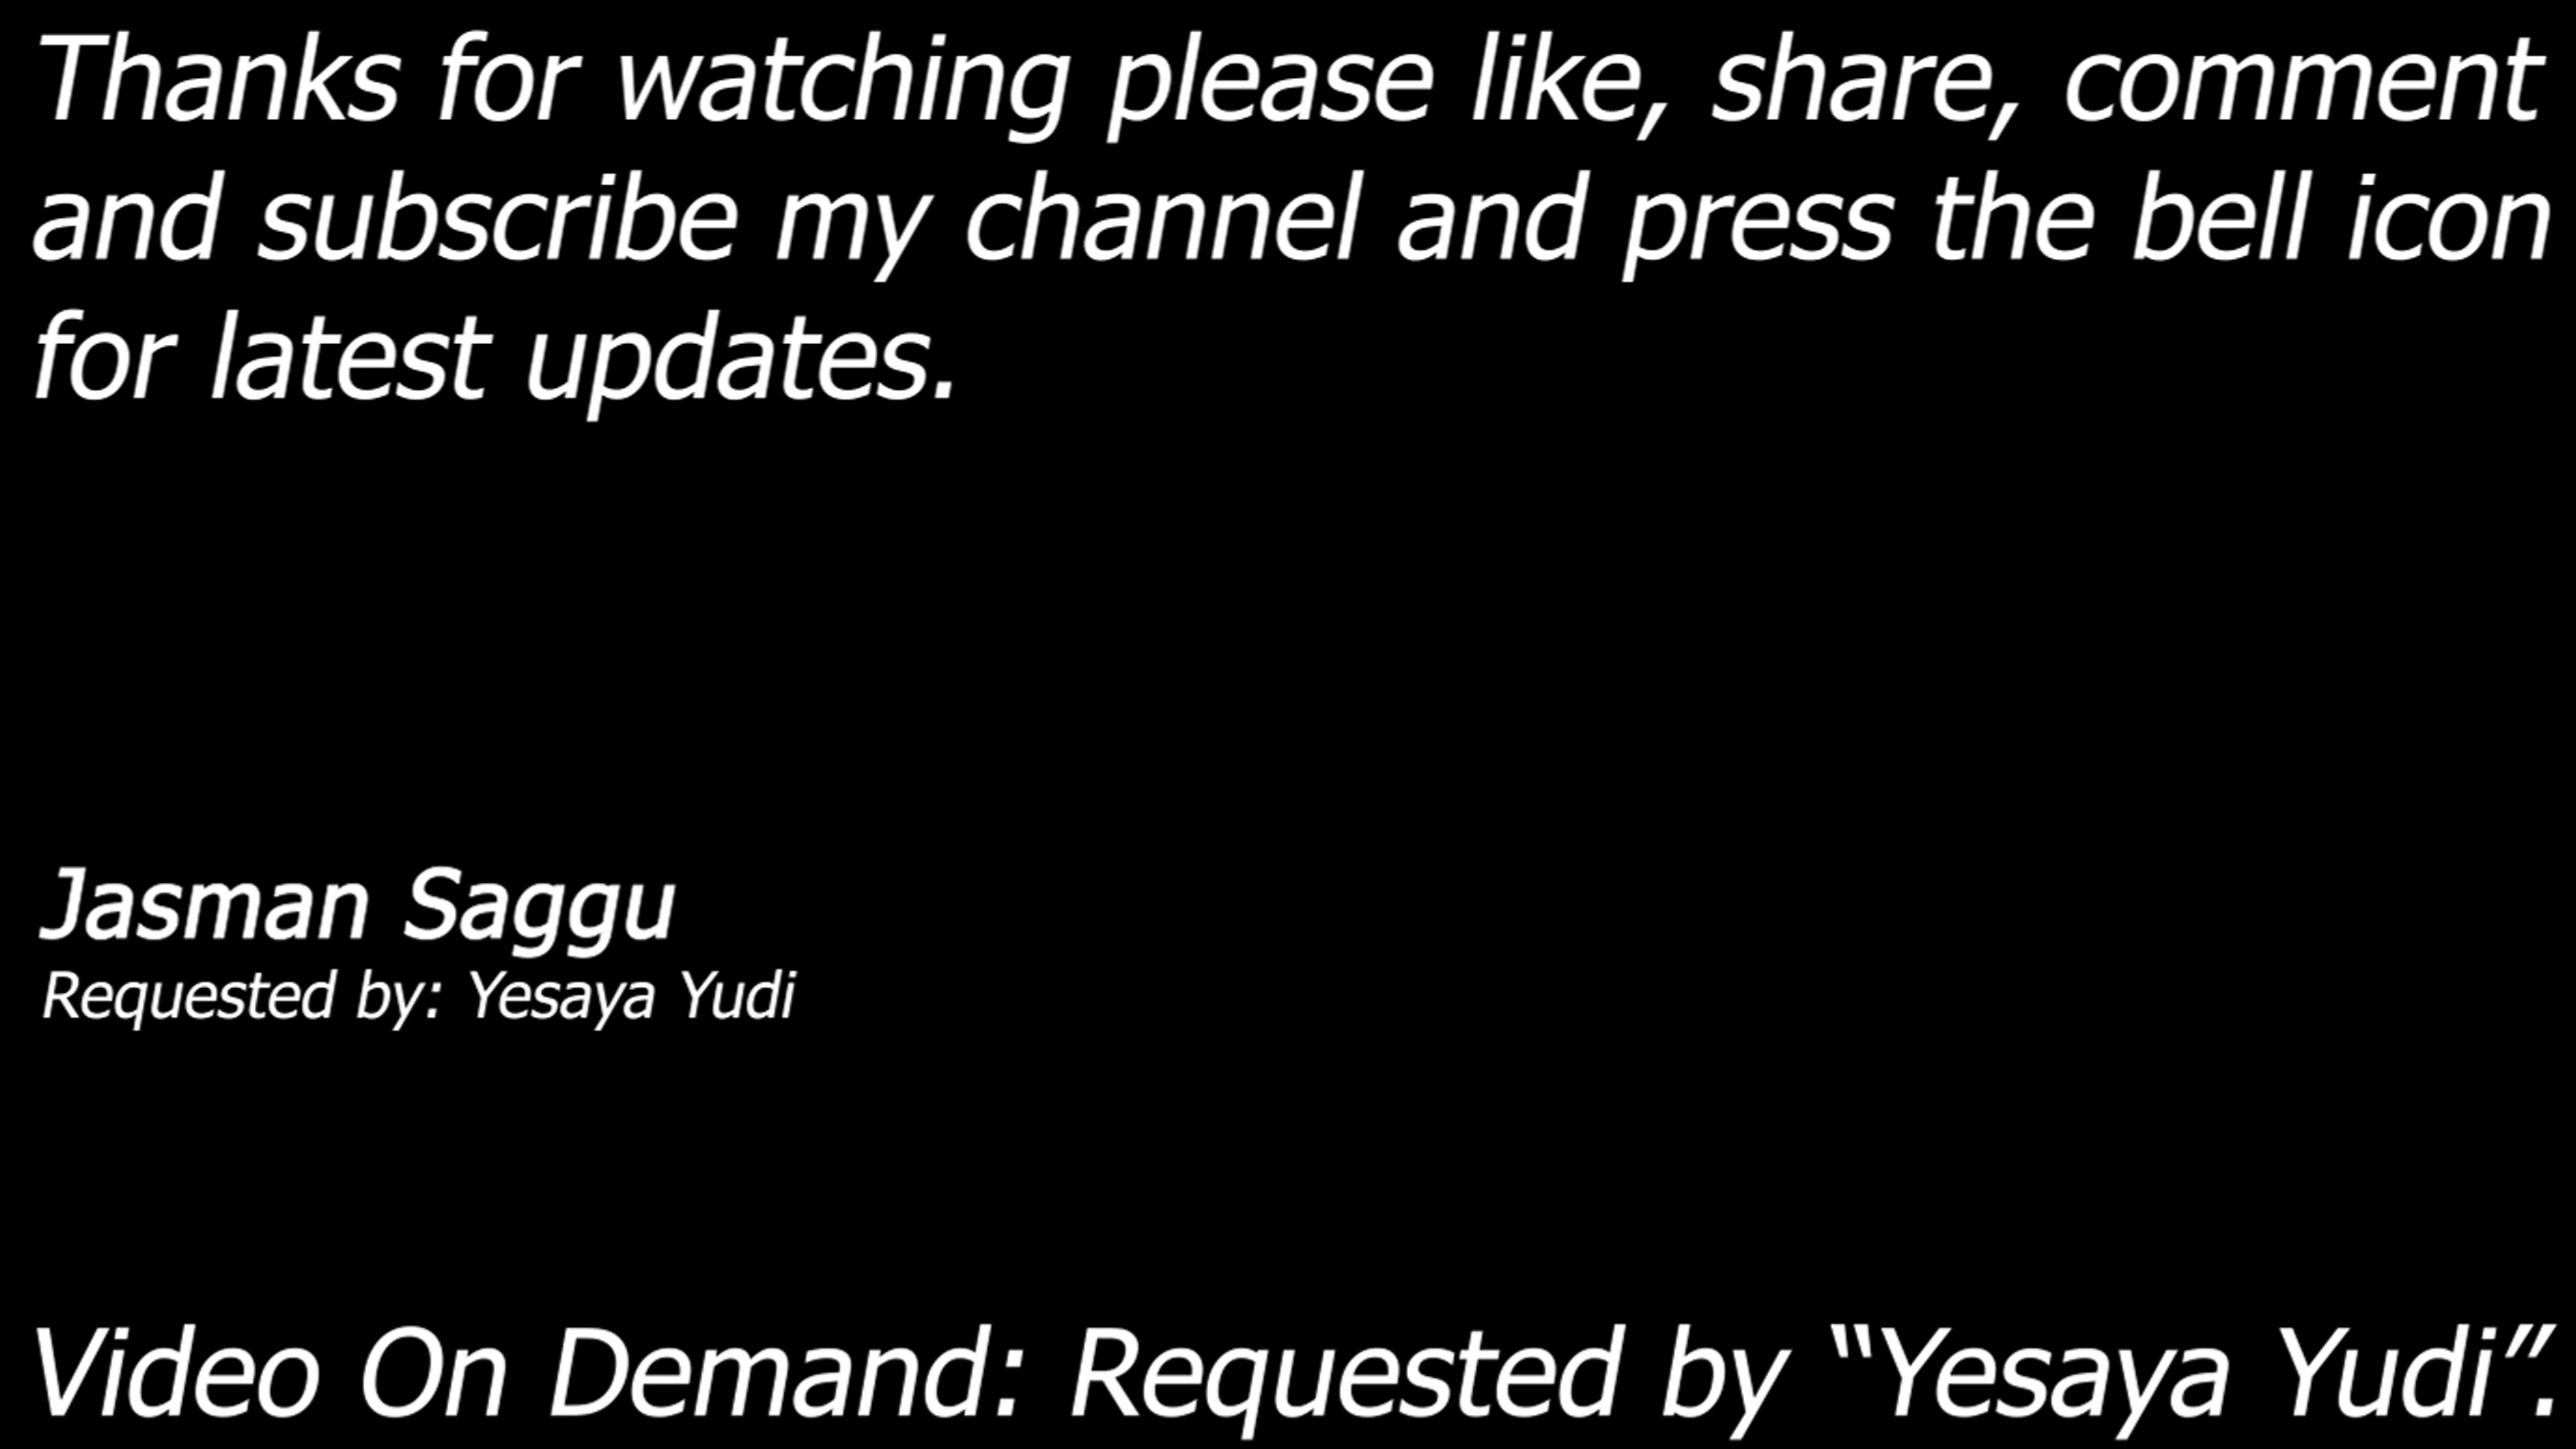 Thanks for watching please like, share, comment
and subscribe my channel and press the bell icon
for latest updates.
Jasman Saggu
Requested by: Yesaya Yudi
Video On Demand: Requested by “Yesaya Yudi”.